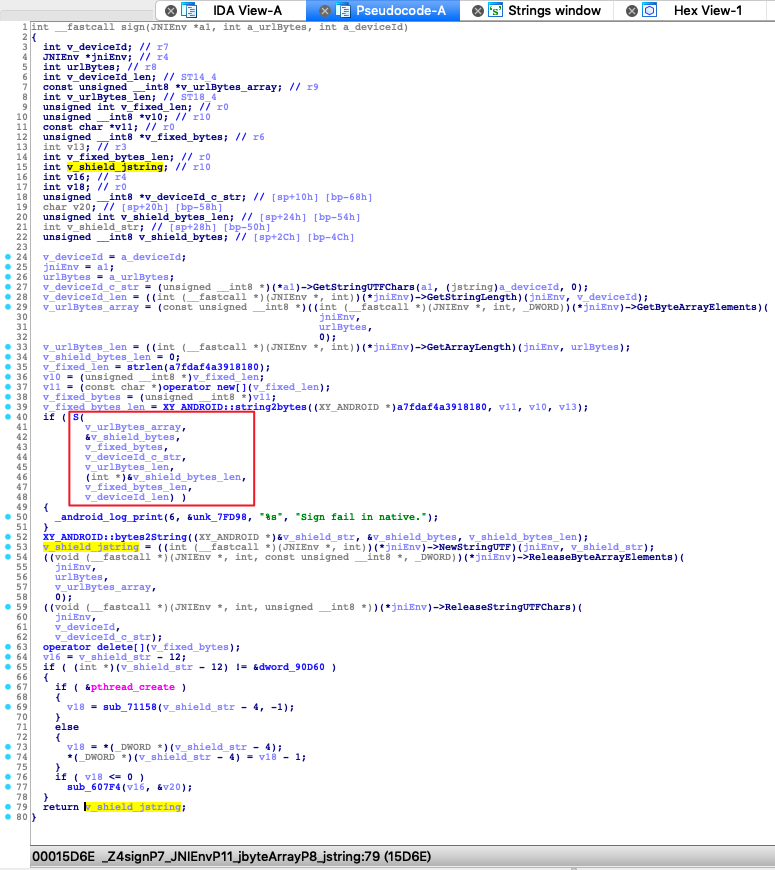 IDA View-A
Pseudocode-A
Strings window
Hex View-1
1 int __fastcall sign(JNIEnv *a1, int a_urlBytes, int a_deviceId)
2 {
3 int v_deviceId; // r7
4 JNIEnv *jniEnv; // r4
5 int urlBytes; // r8
6 int v_deviceId_len; // ST14_4
7 const unsigned __int8 *v_urlBytes_array; // r9
8 int v_urlBytes_len; // ST18_4
9 unsigned int v_fixed_len; // r0
10 unsigned __int8 *v10; // r10
11 const char *v11; // r0
12 unsigned __int8 *v_fixed_bytes; // r6
13 int v13; // r3
14 int v_fixed_bytes_len; // r0
15 int v_shield_jstring; // r10
16 int v16; // r4
17 int v18; // r0
18 unsigned __int8 *v_deviceId_c_str; // [sp+10h] [bp-68h]
19 char v20; // [sp+20h] [bp-58h]
20 unsigned int v_shield_bytes_len; // [sp+24h] [bp-54h]
21 int v_shield_str; // [sp+28h] [bp-50h]
22 unsigned __int8 v_shield_bytes; // [sp+2Ch] [bp-4Ch]
23
24 v_deviceId = a_deviceId;
25 jniEnv = a1;
26 urlBytes = a_urlBytes;
27 v_deviceId_c_str = (unsigned __int8 *)(*a1)->GetStringUTFChars(a1, (jstring)a_deviceId, 0);
28 v_deviceId_len = ((int (__fastcall *)(JNIEnv *, int))(*jniEnv)->GetStringLength)(jniEnv, v_deviceId);
29 v_urlBytes_array = (const unsigned __int8 *)((int (__fastcall *)(JNIEnv *, int, _DWORD))(*jniEnv)->GetByteArrayElements)(
30 jniEnv,
31 urlBytes,
32 0);
33 v_urlBytes_len = ((int (__fastcall *)(JNIEnv *, int))(*jniEnv)->GetArrayLength)(jniEnv, urlBytes);
34 v_shield_bytes_len = 0;
35 v_fixed_len = strlen(a7fdaf4a3918180);
36 v10 = (unsigned __int8 *)v_fixed_len;
37 v11 = (const char *)operator new[](v_fixed_len);
38 v_fixed_bytes = (unsigned __int8 *)v11;
39 v_fixed_bytes_len = XY_ANDROID::string2bytes((XY_ANDROID *)a7fdaf4a3918180, v11, v10, v13);
40 if ( S(
41 v_urlBytes_array,
42 &v_shield_bytes,
43 v_fixed_bytes,
44 v_deviceId_c_str,
45 v_urlBytes_len,
46 (int *)&v_shield_bytes_len,
47 v_fixed_bytes_len,
48 v_deviceId_len) )
49 {
50 _android_log_print(6, &unk_7FD98, "%s", "Sign fail in native.");
51 }
52 XY_ANDROID::bytes2String((XY_ANDROID *)&v_shield_str, &v_shield_bytes, v_shield_bytes_len);
53 v_shield_jstring = ((int (__fastcall *)(JNIEnv *, int))(*jniEnv)->NewStringUTF)(jniEnv, v_shield_str);
54 ((void (__fastcall *)(JNIEnv *, int, const unsigned __int8 *, _DWORD))(*jniEnv)->ReleaseByteArrayElements)(
55 jniEnv,
56 urlBytes,
57 v_urlBytes_array,
58 0);
59 ((void (__fastcall *)(JNIEnv *, int, unsigned __int8 *))(*jniEnv)->ReleaseStringUTFChars)(
60 jniEnv,
61 v_deviceId,
62 v_deviceId_c_str);
63 operator delete[](v_fixed_bytes);
64 v16 = v_shield_str - 12;
65 if ( (int *)(v_shield_str - 12) != &dword_90D60 )
66 {
67 if ( &pthread_create )
68 {
69 v18 = sub_71158(v_shield_str - 4, -1);
70 }
71 else
72 {
73 v18 = *(_DWORD *)(v_shield_str - 4);
74 *(_DWORD *)(v_shield_str - 4) = v18 - 1;
75 }
76 if ( v18 <= 0 )
77 sub_607F4(v16, &v20);
78 }
79 return v_shield_jstring;
80 }
00015D6E _Z4signP7_JNIEnvP11_jbyteArrayP8_jstring:79 (15D6E)